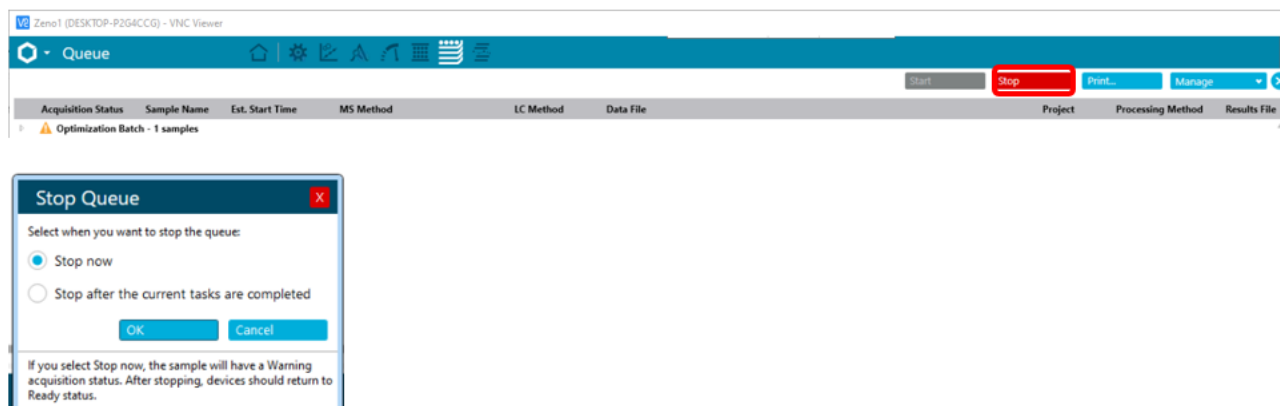 Zeno1 (DESKTOP-P2G4CCG) - VNC Viewer
Queue
Start Stop Print... Manage
Acquisition Status Sample Name Est. Start Time MS Method LC Method Data File Project Processing Method Results File
Optimization Batch - 1 samples
Stop Queue X
Select when you want to stop the queue:
Stop now
Stop after the current tasks are completed
OK Cancel
If you select Stop now, the sample will have a Warning
acquisition status. After stopping, devices should return to
Ready status.